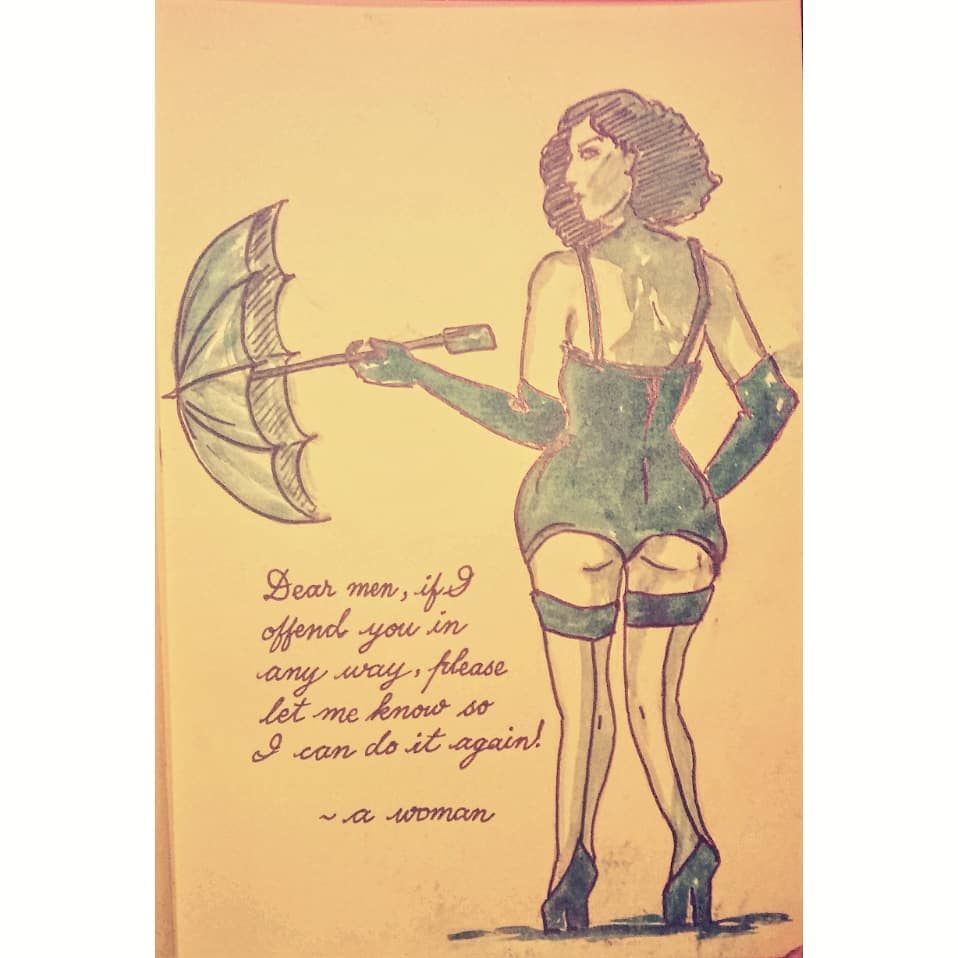 Dear men, if I
offend you in
any way, please
let me know so
I can do it again!
~ a woman